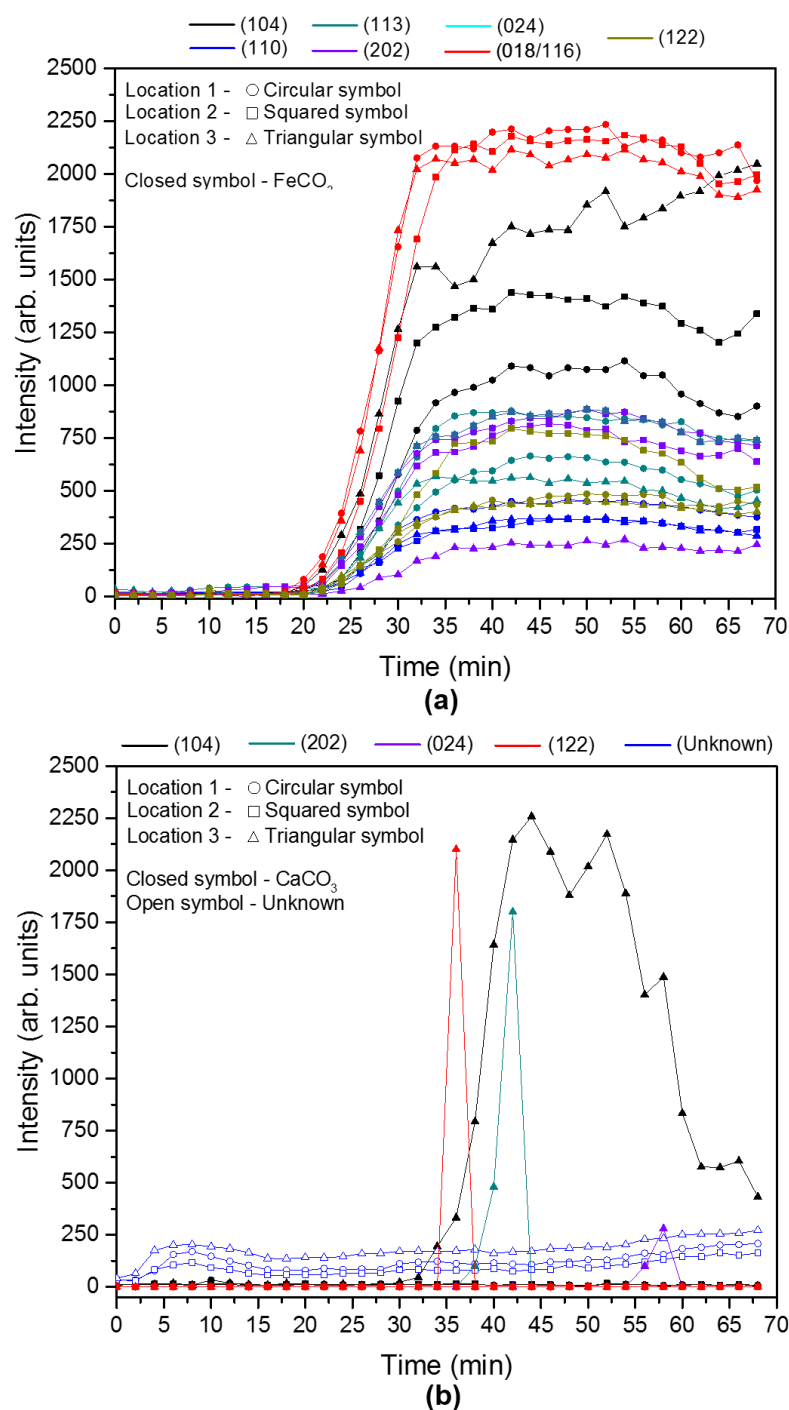 (104) (113) (024) (122)
(110) (202) (018/116)
2500
2250
2000
1750
1500
1250
1000
750
500
250
0
Intensity (arb. units)
Location 1 - Circular symbol
Location 2 - Squared symbol
Location 3 - Triangular symbol
Closed symbol - FeCO₃
0 5 10 15 20 25 30 35 40 45 50 55 60 65 70
Time (min)
(a)
(104) (202) (024) (122) (Unknown)
2500
2250
2000
1750
1500
1250
1000
750
500
250
0
Intensity (arb. units)
Location 1 - Circular symbol
Location 2 - Squared symbol
Location 3 - Triangular symbol
Closed symbol - CaCO₃
Open symbol - Unknown
0 5 10 15 20 25 30 35 40 45 50 55 60 65 70
Time (min)
(b)